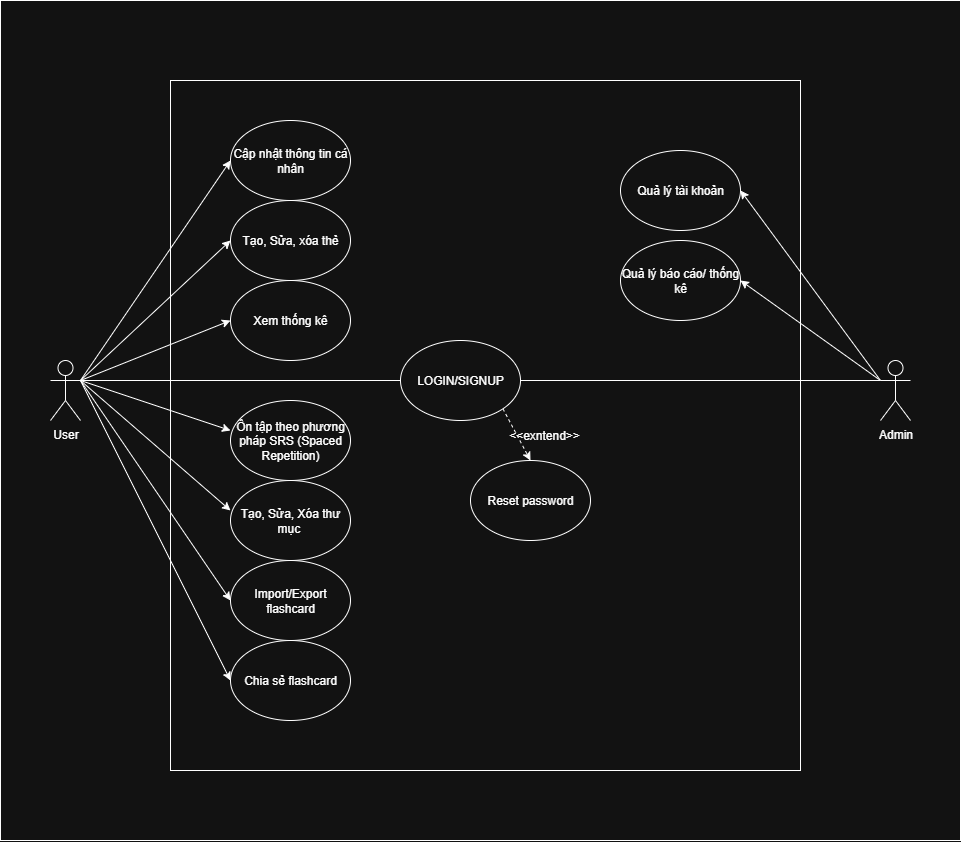 Cập nhật thống tin cá
nhân
Quả lý tài khoản
Tạo, Sửa, xóa thẻ
Quả lý báo cáo/ thống
kê
Xem thống kê
LOGIN/SIGNUP
User
Admin
Ôn tập theo phương
pháp SRS (Spaced
Repetition)
<<exntend>>
Reset password
Tạo, Sửa, Xóa thư
mục
Import/Export
flashcard
Chia sẻ flashcard